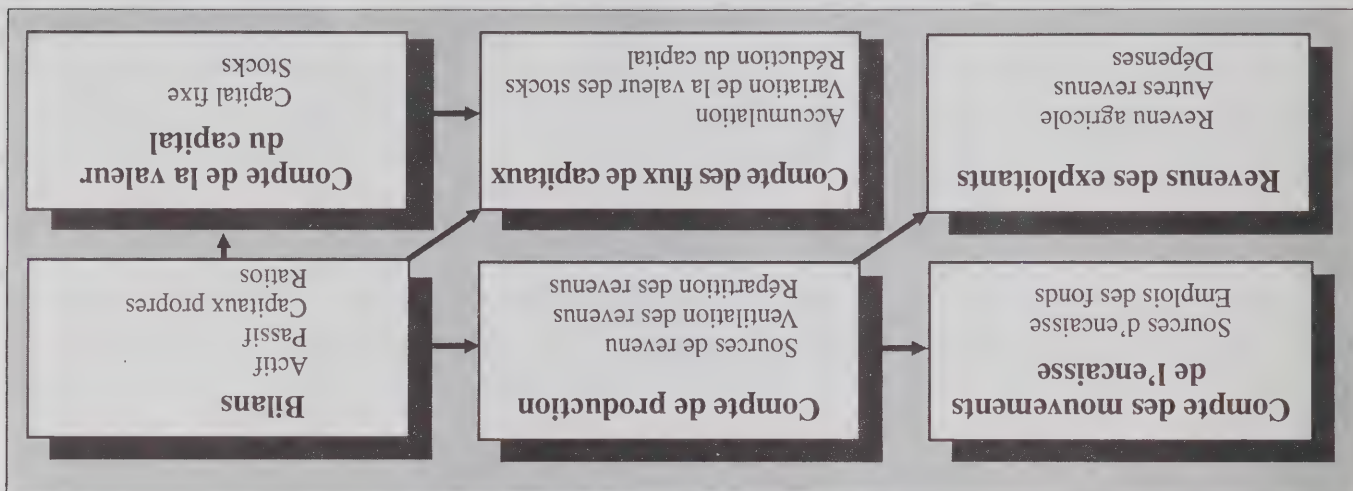 Compte des mouvements
de l'encaisse
Sources d'encaisse
Emplois des fonds
Compte de production
Sources de revenu
Ventilation des revenus
Répartition des revenus
Bilans
Actif
Passif
Capitaux propres
Ratios
Revenus des exploitants
Revenu agricole
Autres revenus
Dépenses
Compte des flux de capitaux
Accumulation
Variation de la valeur des stocks
Réduction du capital
Compte de la valeur
du capital
Capital fixe
Stocks